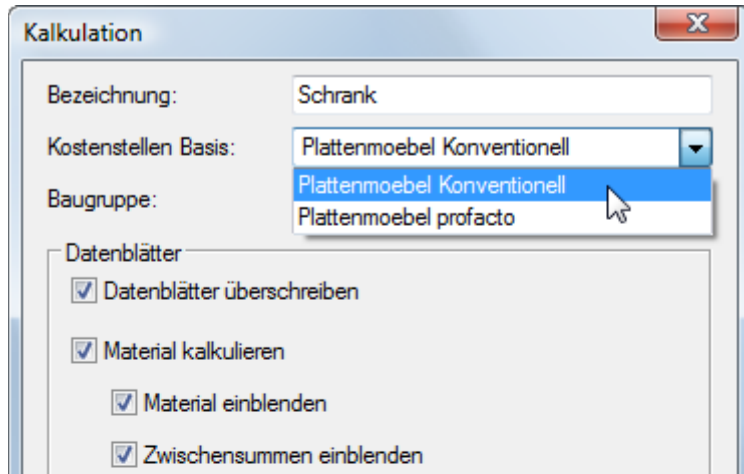 Kalkulation
Bezeichnung: Schrank
Kostenstellen Basis: Plattenmoebel Konventionell
Plattenmoebel Konventionell
Baugruppe: Plattenmoebel profacto
Datenblätter
Datenblätter überschreiben
Material kalkulieren
Material einblenden
Zwischensummen einblenden